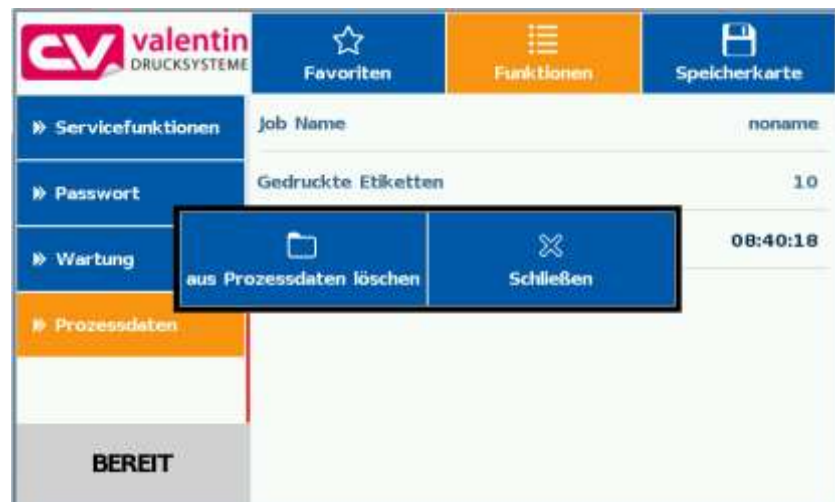 CV valentin
DRUCKSYSTEME
Favoriten
Funktionen
Speicherkarte
» Servicefunktionen
Job Name
noname
» Passwort
Gedruckte Etiketten
10
» Wartung
aus Prozessdaten löschen
Schließen
08:40:18
» Prozessdaten
BEREIT